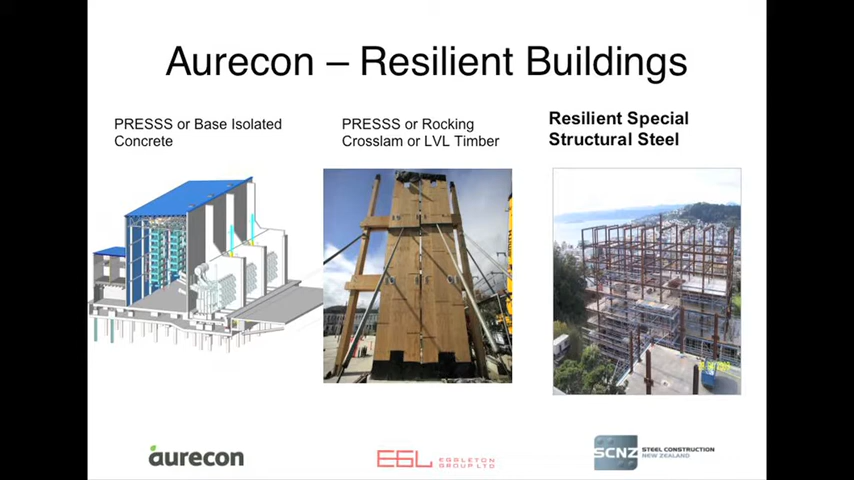 Aurecon – Resilient Buildings
PRESSS or Base Isolated
Concrete
PRESSS or Rocking
Crosslam or LVL Timber
Resilient Special
Structural Steel
aurecon
EGL EGGLETON
GROUP LTD
SCNZ STEEL CONSTRUCTION
NEW ZEALAND